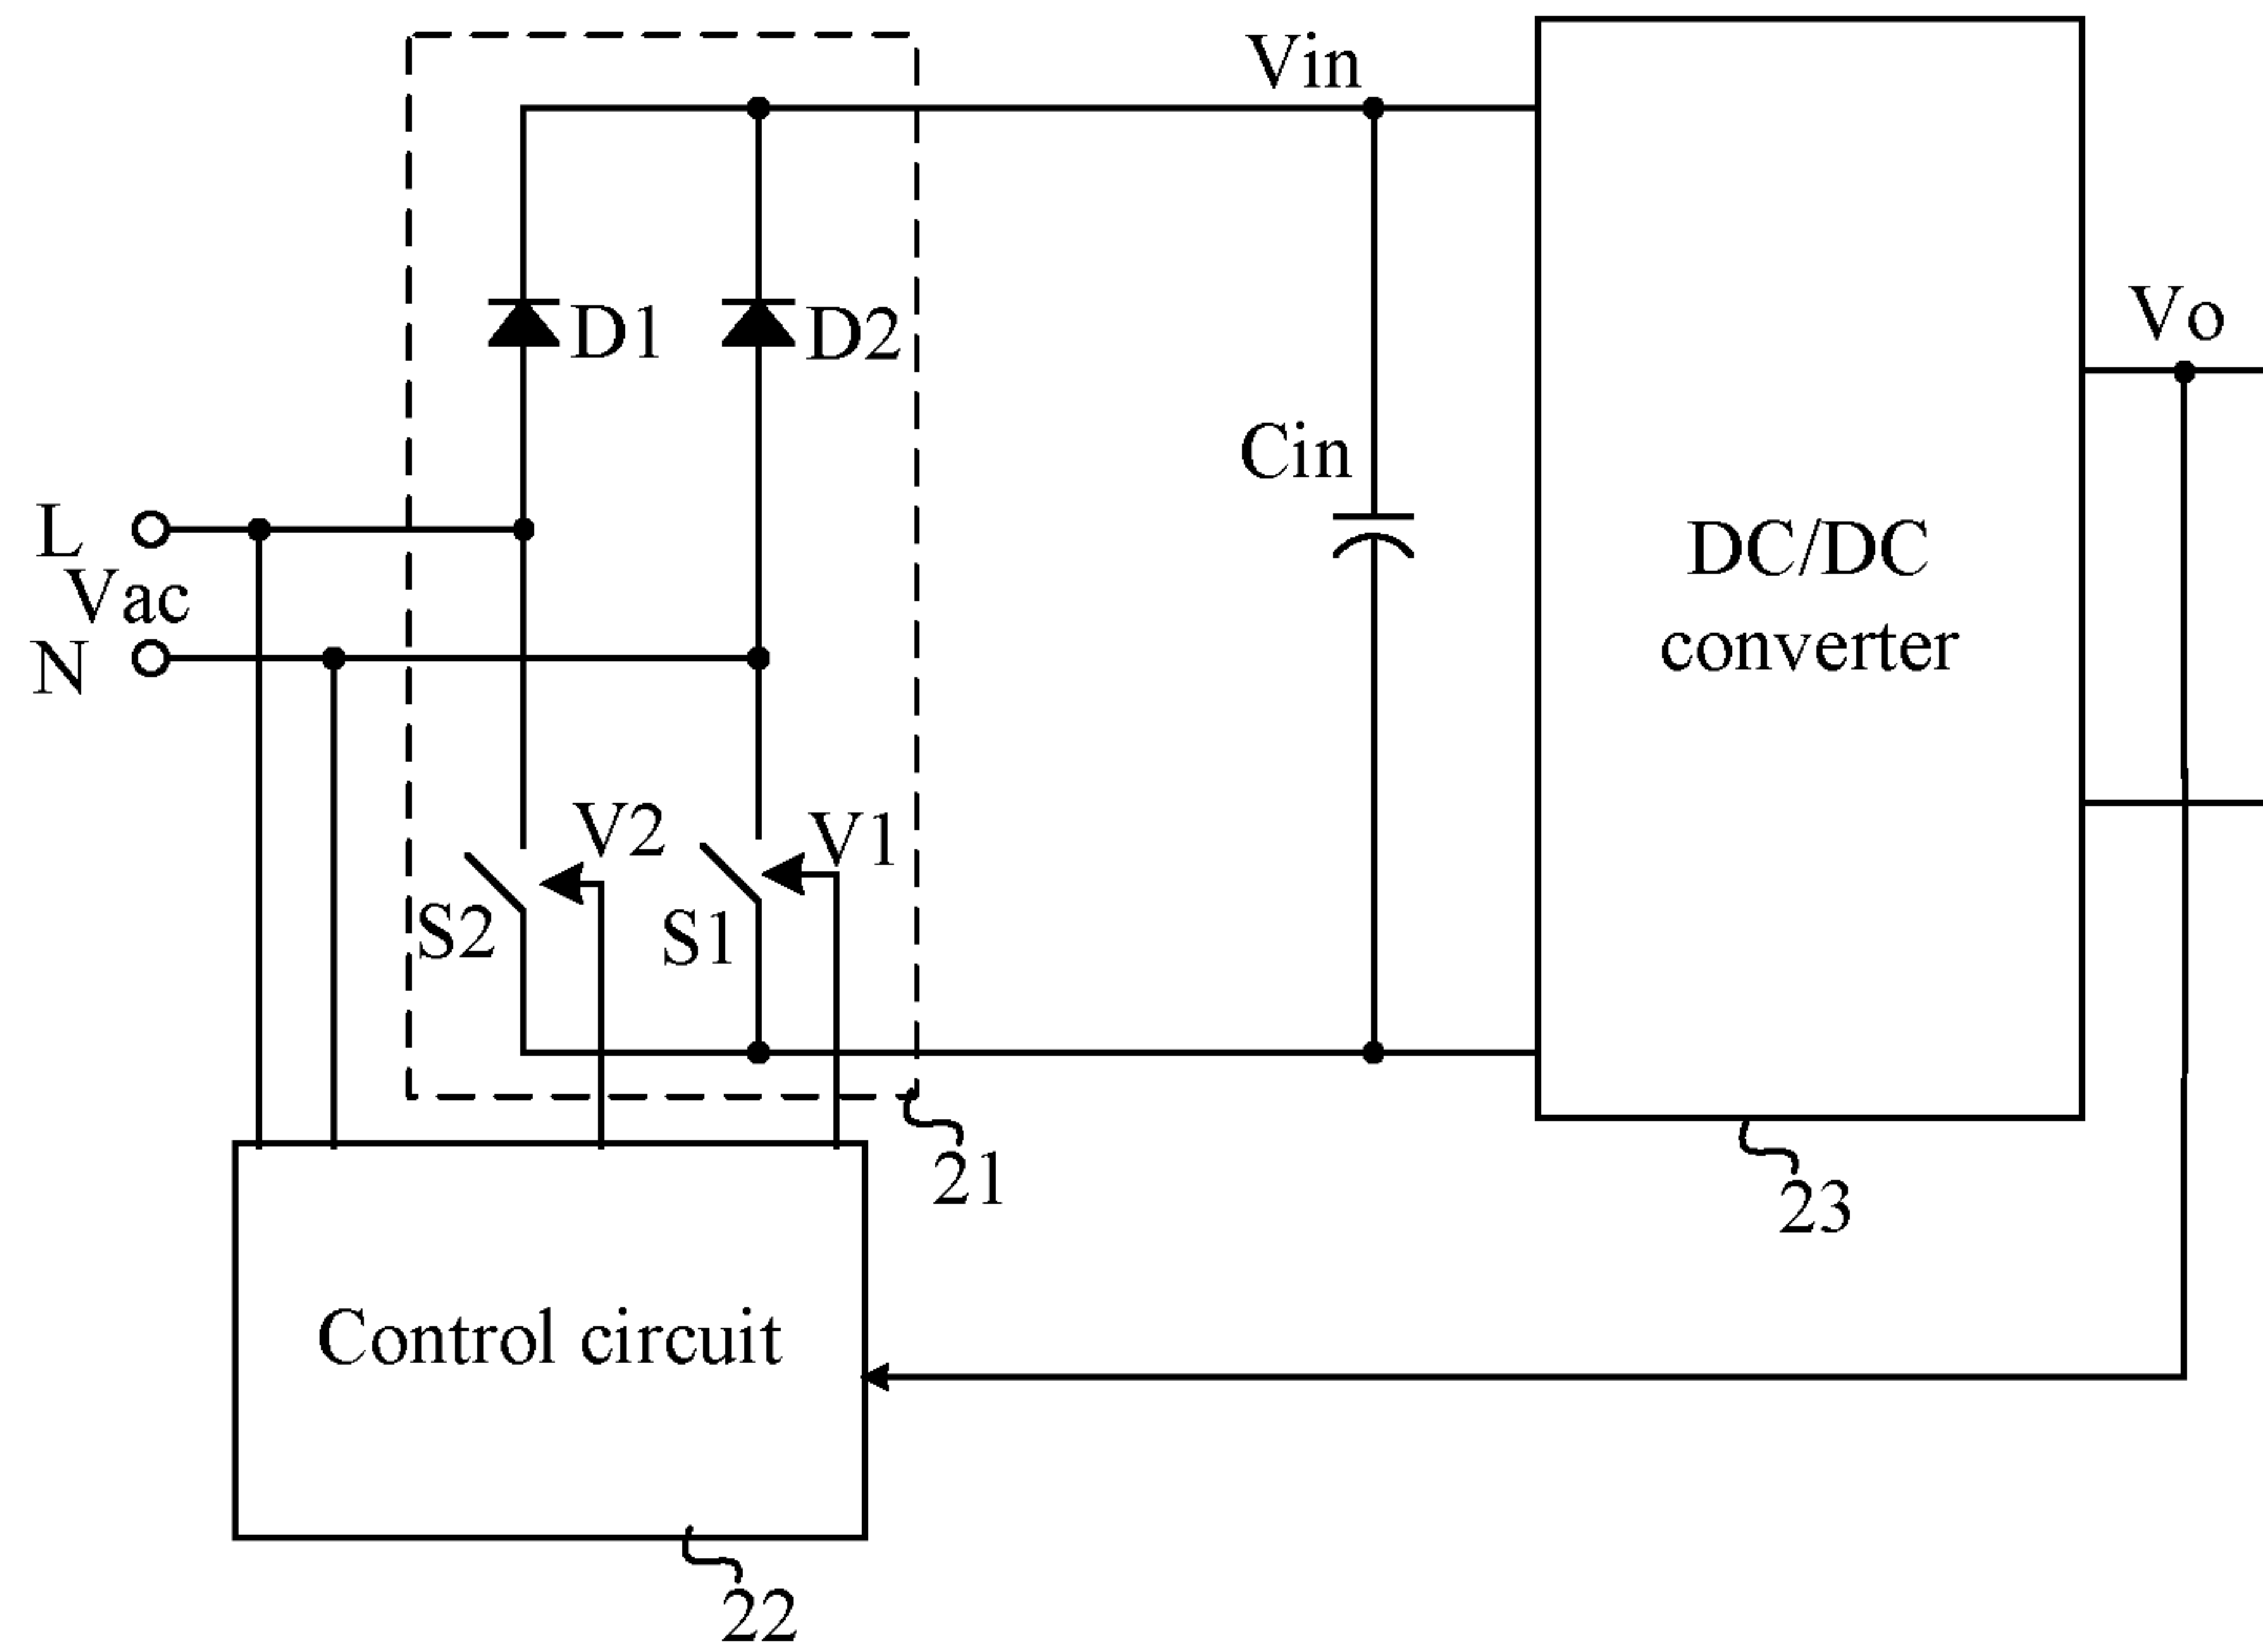 Vin
D1
D2
Vo
Cin
L
Vac
N
DC/DC
converter
V2
V1
S2
S1
21
23
Control circuit
22